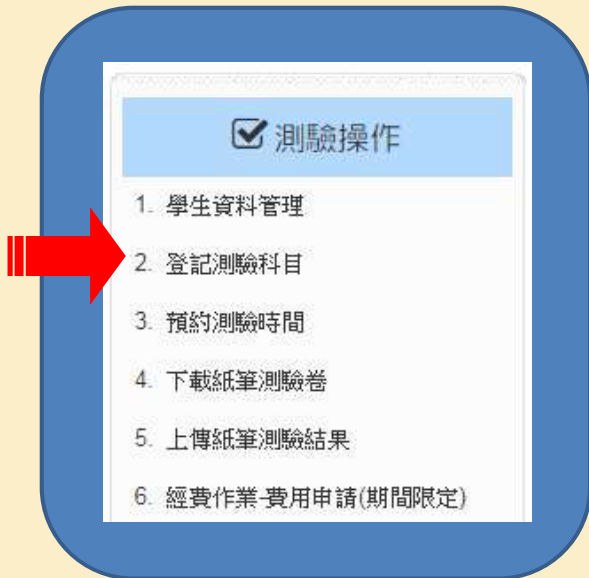 測驗操作
1. 學生資料管理
2. 登記測驗科目
3. 預約測驗時間
4. 下載紙筆測驗卷
5. 上傳紙筆測驗結果
6. 經費作業-費用申請(期間限定)